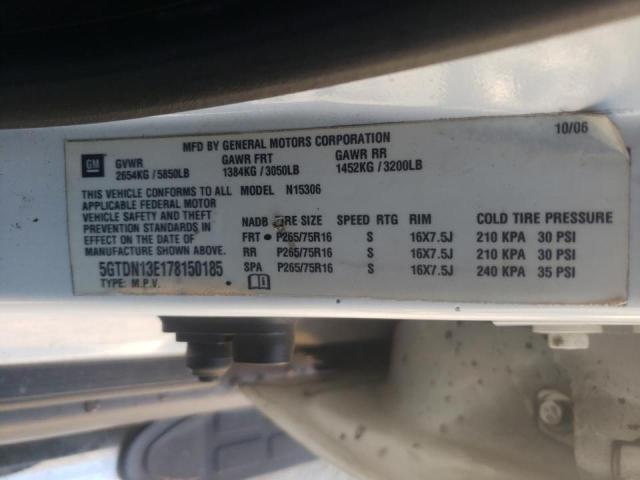 10/06
MFD BY GENERAL MOTORS CORPORATION
GM
GVWR GAWR FRT GAWR RR
2654KG / 5850LB 1384KG / 3050LB 1452KG / 3200LB
THIS VEHICLE CONFORMS TO ALL MODEL N15306
APPLICABLE FEDERAL MOTOR
VEHICLE SAFETY AND THEFT
PREVENTION STANDARDS IN
EFFECT ON THE DATE OF
MANUFACTURE SHOWN ABOVE.
5GTDN13E178150185
TYPE: M.P.V.
NADB TIRE SIZE SPEED RTG RIM COLD TIRE PRESSURE
FRT P265/75R16 S 16X7.5J 210 KPA 30 PSI
RR P265/75R16 S 16X7.5J 210 KPA 30 PSI
SPA P265/75R16 S 16X7.5J 240 KPA 35 PSI